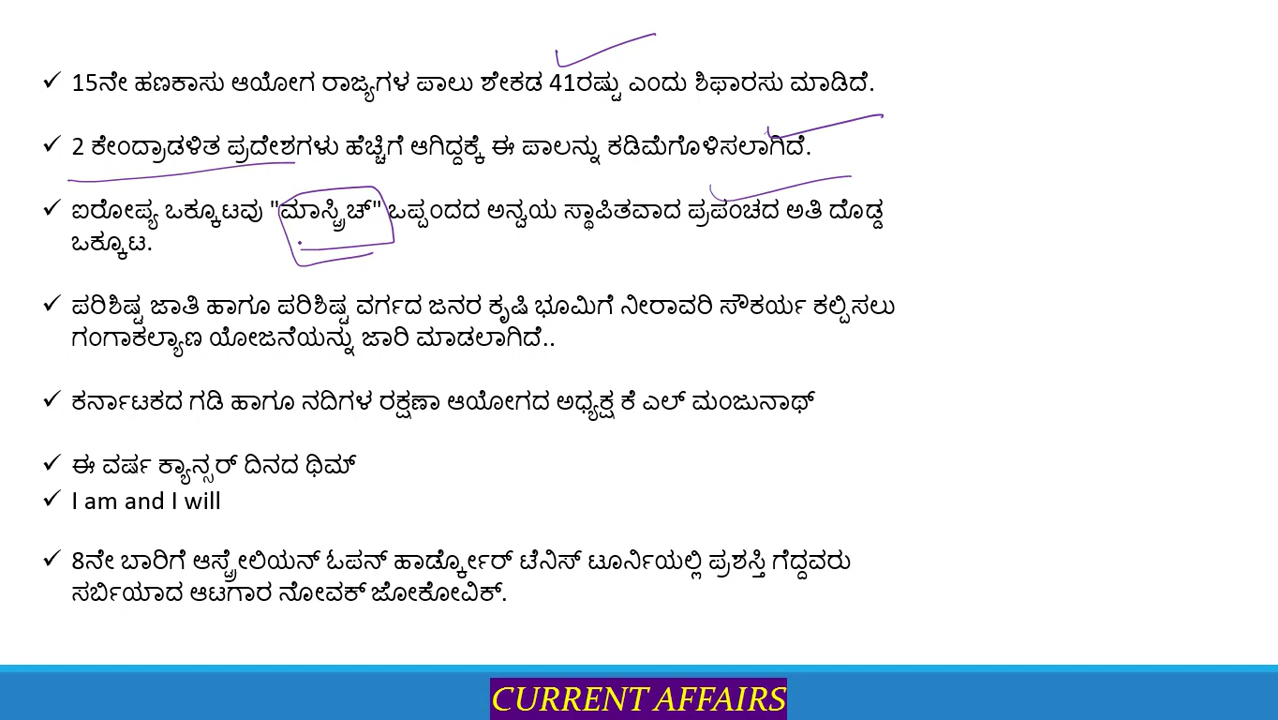 ✓ 15ನೇ ಹಣಕಾಸು ಆಯೋಗ ರಾಜ್ಯಗಳ ಪಾಲು ಶೇಕಡ 41ರಷ್ಟು ಎಂದು ಶಿಫಾರಸು ಮಾಡಿದೆ.
✓ 2 ಕೇಂದ್ರಾಡಳಿತ ಪ್ರದೇಶಗಳು ಹೆಚ್ಚಿಗೆ ಆಗಿದ್ದಕ್ಕೆ ಈ ಪಾಲನ್ನು ಕಡಿಮೆಗೊಳಿಸಲಾಗಿದೆ.
✓ ಐರೋಪ್ಯ ಒಕ್ಕೂಟವು "ಮಾಸ್ಟ್ರಿಚ್" ಒಪ್ಪಂದದ ಅನ್ವಯ ಸ್ಥಾಪಿತವಾದ ಪ್ರಪಂಚದ ಅತಿ ದೊಡ್ಡ
ಒಕ್ಕೂಟ.
✓ ಪರಿಶಿಷ್ಟ ಜಾತಿ ಹಾಗೂ ಪರಿಶಿಷ್ಟ ವರ್ಗದ ಜನರ ಕೃಷಿ ಭೂಮಿಗೆ ನೀರಾವರಿ ಸೌಕರ್ಯ ಕಲ್ಪಿಸಲು
ಗಂಗಾಕಲ್ಯಾಣ ಯೋಜನೆಯನ್ನು ಜಾರಿ ಮಾಡಲಾಗಿದೆ..
✓ ಕರ್ನಾಟಕದ ಗಡಿ ಹಾಗೂ ನದಿಗಳ ರಕ್ಷಣಾ ಆಯೋಗದ ಅಧ್ಯಕ್ಷ ಕೆ ಎಲ್ ಮಂಜುನಾಥ್
✓ ಈ ವರ್ಷ ಕ್ಯಾನ್ಸರ್ ದಿನದ ಥಿಮ್
✓ I am and I will
✓ 8ನೇ ಬಾರಿಗೆ ಆಸ್ಟ್ರೇಲಿಯನ್ ಓಪನ್ ಹಾರ್ಡ್ಕೋರ್ ಟೆನಿಸ್ ಟೂರ್ನಿಯಲ್ಲಿ ಪ್ರಶಸ್ತಿ ಗೆದ್ದವರು
ಸರ್ಬಿಯಾದ ಆಟಗಾರ ನೋವಕ್ ಜೋಕೋವಿಕ್.
CURRENT AFFAIRS